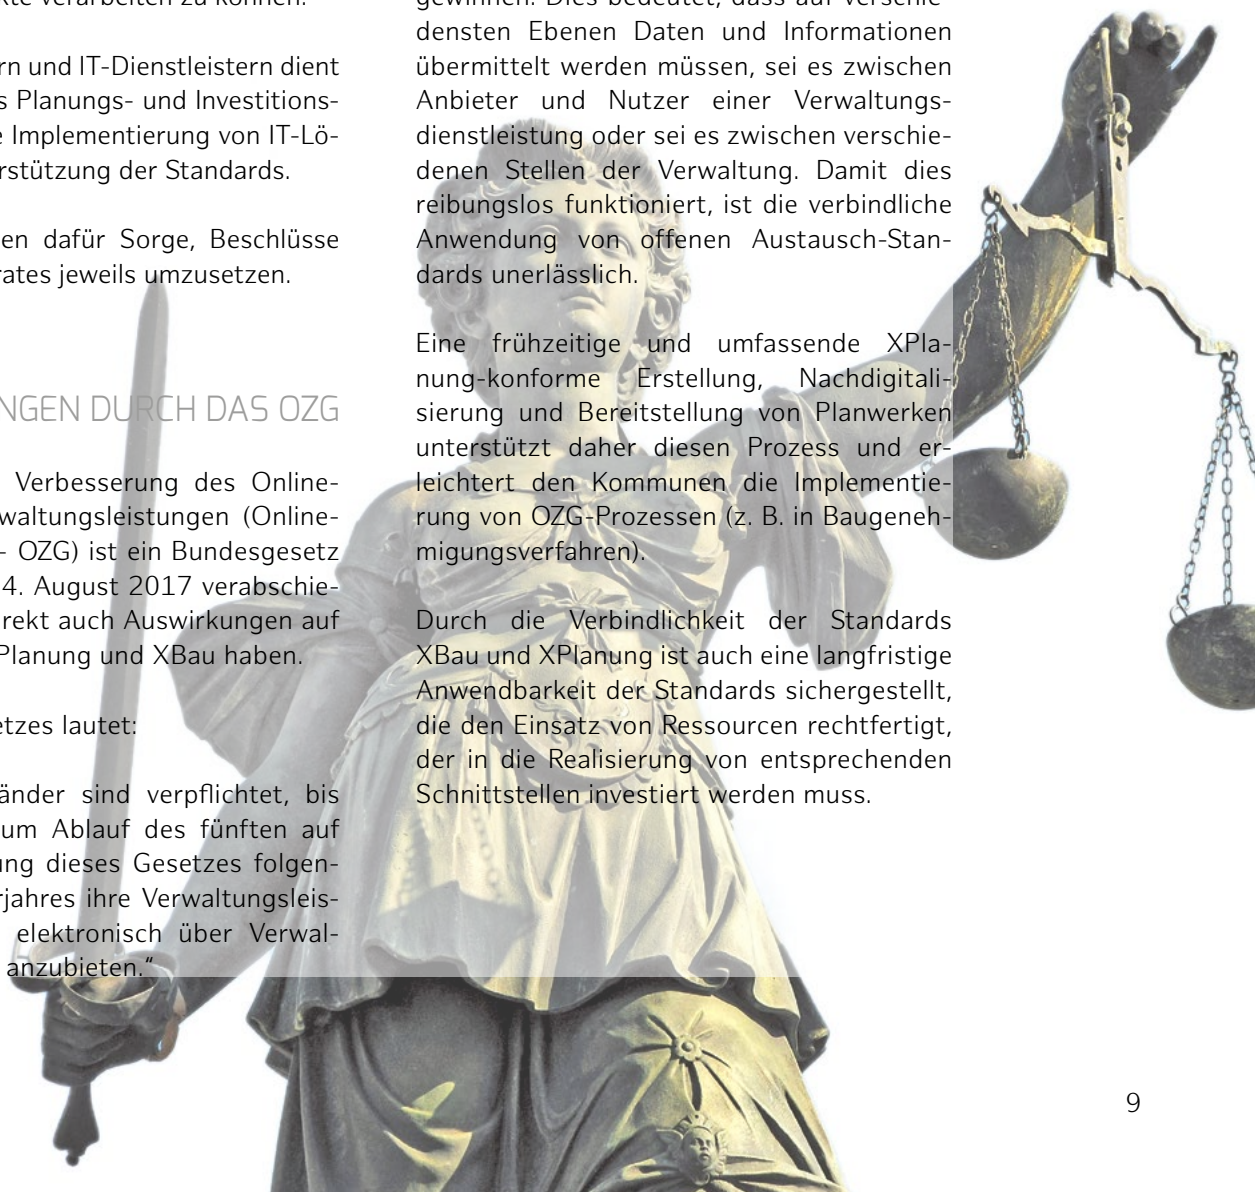 kte verarbeiten zu können.
rn und IT-Dienstleistern dient
s Planungs- und Investitions-
e Implementierung von IT-Lö-
rstützung der Standards.
en dafür Sorge, Beschlüsse
rates jeweils umzusetzen.
NGEN DURCH DAS OZG
Verbesserung des Online-
waltungsleistungen (Online-
- OZG) ist ein Bundesgesetz
4. August 2017 verabschie-
rekt auch Auswirkungen auf
Planung und XBau haben.
etzes lautet:
änder sind verpflichtet, bis
um Ablauf des fünften auf
ung dieses Gesetzes folgen-
rjahres ihre Verwaltungsleis-
elektronisch über Verwal-
anzubieten.“
gewinnen. Dies bedeutet, dass auf verschie-
densten Ebenen Daten und Informationen
übermittelt werden müssen, sei es zwischen
Anbieter und Nutzer einer Verwaltungs-
dienstleistung oder sei es zwischen verschie-
denen Stellen der Verwaltung. Damit dies
reibungslos funktioniert, ist die verbindliche
Anwendung von offenen Austausch-Stan-
dards unerlässlich.
Eine frühzeitige und umfassende XPla-
nung-konforme Erstellung, Nachdigitali-
sierung und Bereitstellung von Planwerken
unterstützt daher diesen Prozess und er-
leichtert den Kommunen die Implementie-
rung von OZG-Prozessen (z. B. in Baugeneh-
migungsverfahren).
Durch die Verbindlichkeit der Standards
XBau und XPlanung ist auch eine langfristige
Anwendbarkeit der Standards sichergestellt,
die den Einsatz von Ressourcen rechtfertigt,
der in die Realisierung von entsprechenden
Schnittstellen investiert werden muss.
9